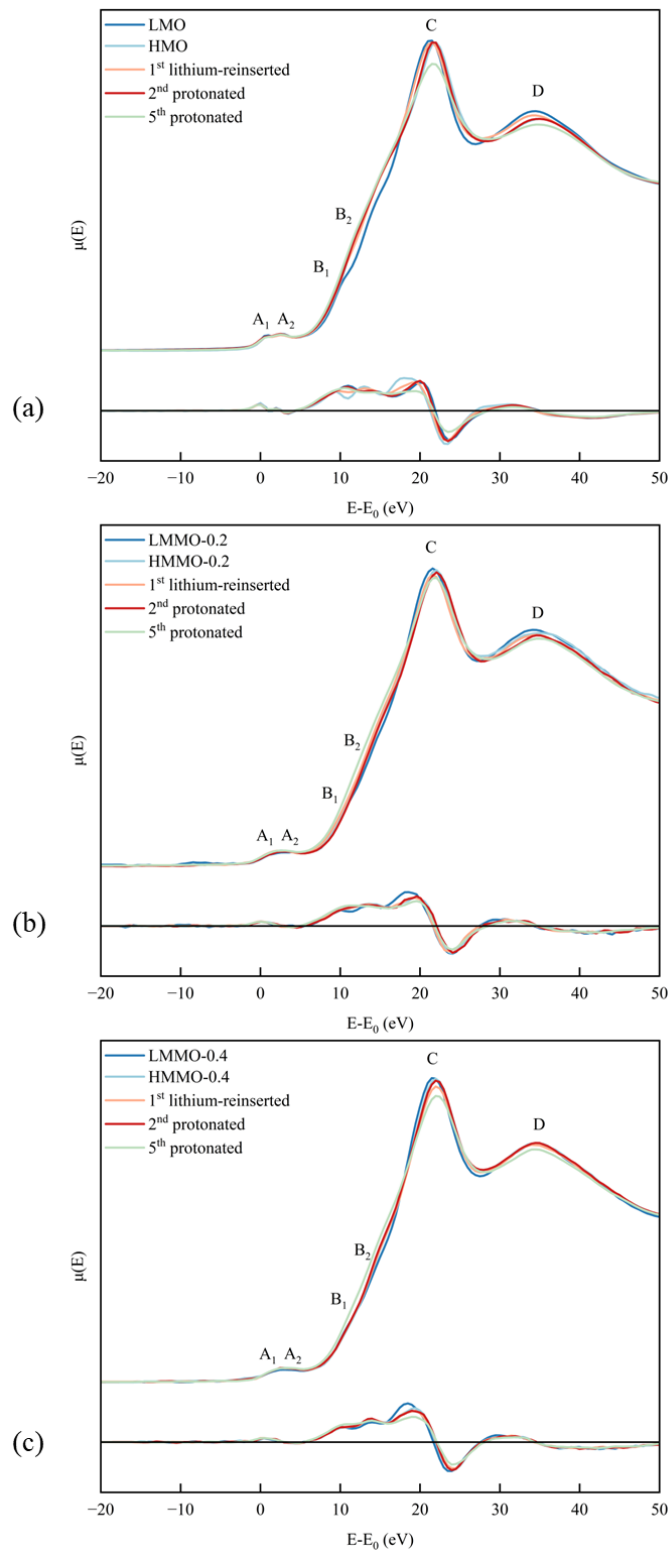 LMO
HMO
1st lithium-reinserted
2nd protonated
5th protonated
C
D
B2
B1
A1
A2
μ(E)
(a)
−20 −10 0 10 20 30 40 50
E-E0 (eV)
LMMO-0.2
HMMO-0.2
1st lithium-reinserted
2nd protonated
5th protonated
C
D
B2
B1
A1
A2
μ(E)
(b)
−20 −10 0 10 20 30 40 50
E-E0 (eV)
LMMO-0.4
HMMO-0.4
1st lithium-reinserted
2nd protonated
5th protonated
C
D
B2
B1
A1
A2
μ(E)
(c)
−20 −10 0 10 20 30 40 50
E-E0 (eV)